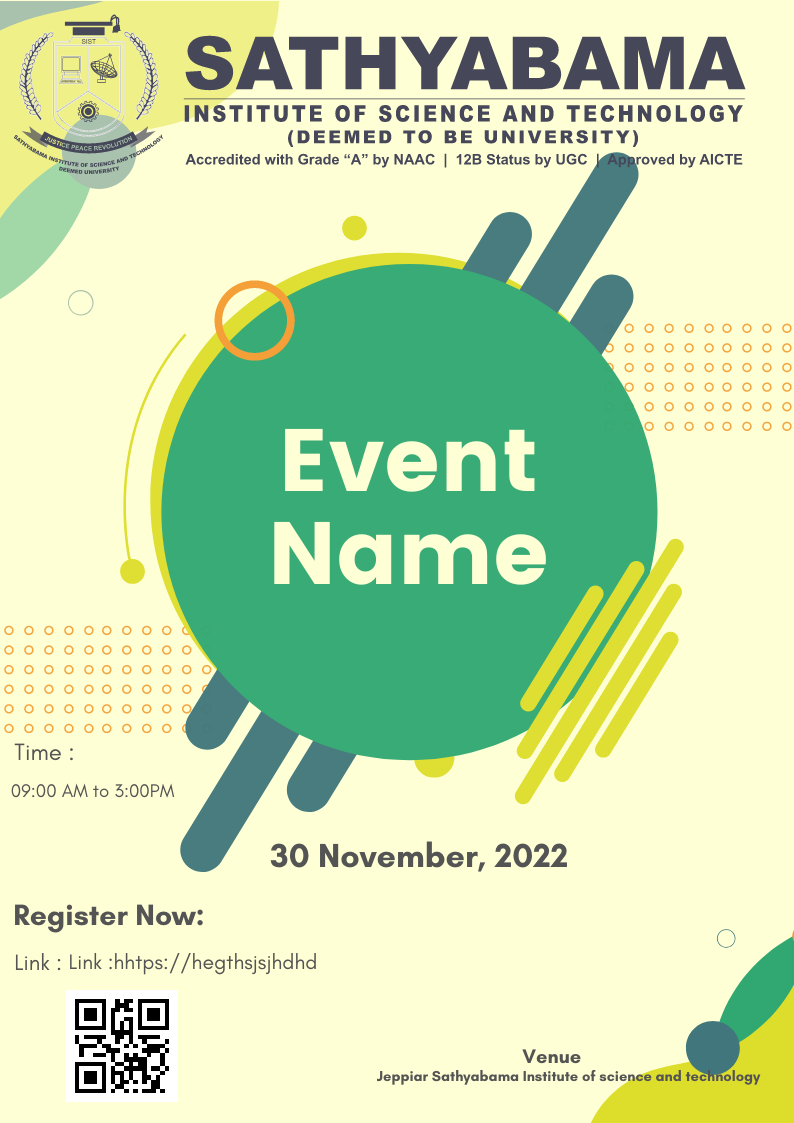 SIST
JUSTICE PEACE REVOLUTION
SATHYABAMA INSTITUTE OF SCIENCE AND TECHNOLOGY
DEEMED UNIVERSITY
SATHYABAMA
INSTITUTE OF SCIENCE AND TECHNOLOGY
(DEEMED TO BE UNIVERSITY)
Accredited with Grade “A” by NAAC | 12B Status by UGC | Approved by AICTE
Event
Name
Time :
09:00 AM to 3:00PM
30 November, 2022
Register Now:
Link : Link :hhtps://hegthsjsjhdhd
Venue
Jeppiar Sathyabama Institute of science and technology